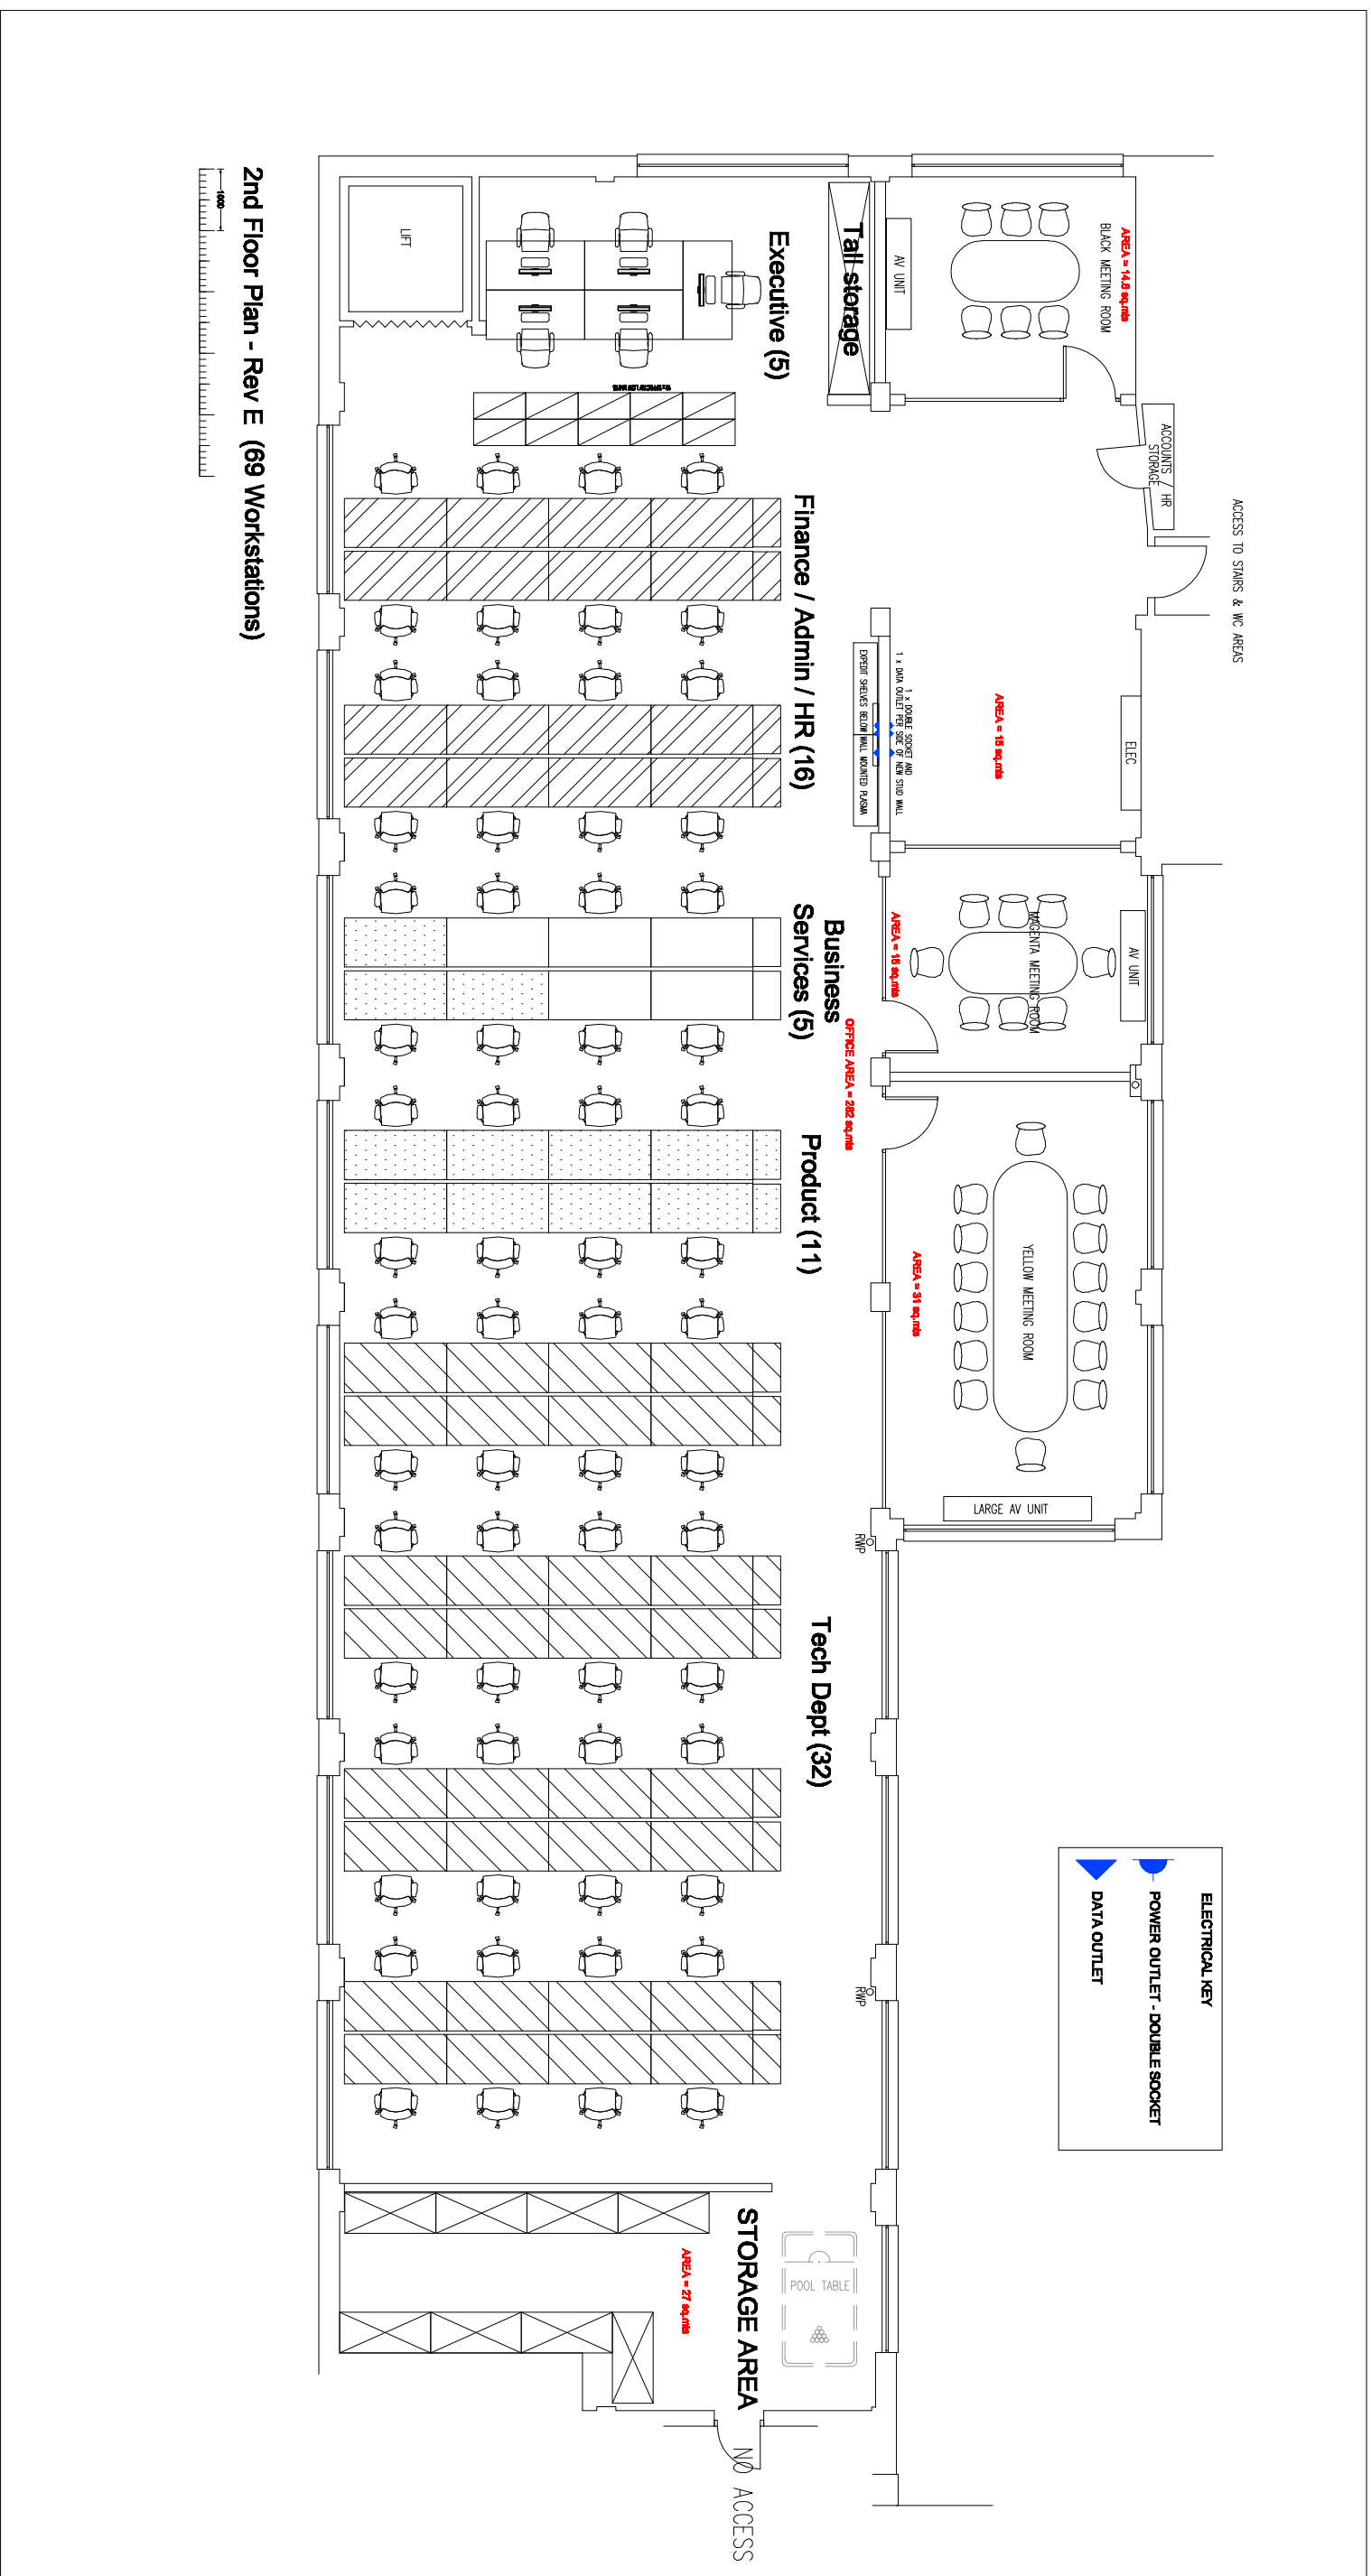 2nd Floor Plan - Rev E  (69 Workstations)
1000
LIFT
Executive (5)
Tall storage
AV UNIT
AREA = 14.8 sq.mts
BLACK MEETING ROOM
ACCOUNTS / HR
STORAGE
ACCESS TO STAIRS & WC AREAS
Finance / Admin / HR (16)
1 x DOUBLE SOCKET AND
1 x DATA OUTLET PER SIDE OF NEW STUD WALL
EXPEDIT SHELVES BELOW WALL MOUNTED PLASMA
AREA = 15 sq.mts
ELEC
Business
Services (5)
AREA = 15 sq.mts
MAGENTA MEETING ROOM
AV UNIT
OFFICE AREA = 282 sq.mts
Product (11)
AREA = 31 sq.mts
YELLOW MEETING ROOM
LARGE AV UNIT
RWP
Tech Dept (32)
RWP
ELECTRICAL KEY
POWER OUTLET - DOUBLE SOCKET
DATA OUTLET
STORAGE AREA
AREA = 27 sq.mts
POOL TABLE
NO ACCESS